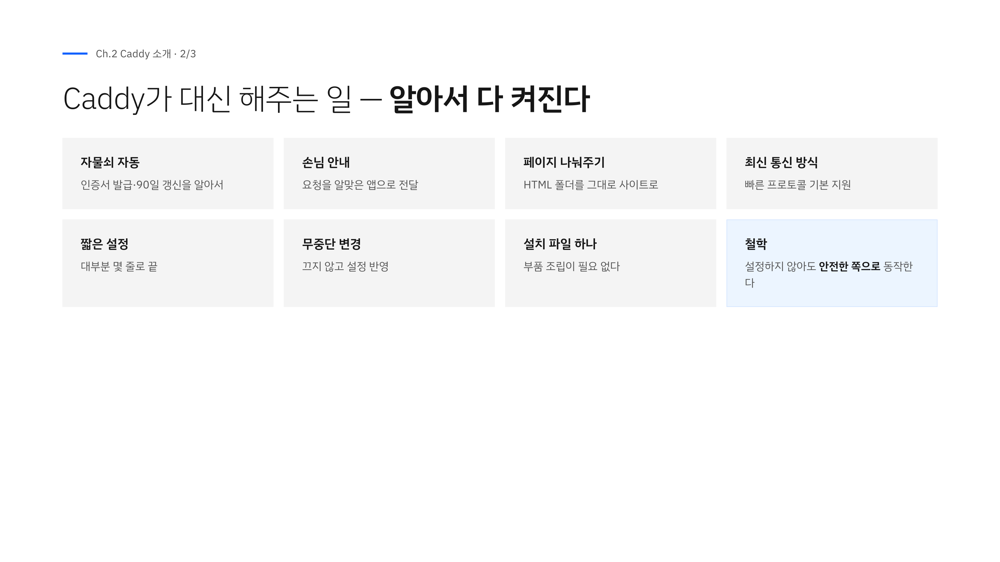 Ch.2 Caddy 소개 · 2/3
Caddy가 대신 해주는 일 — 알아서 다 켜진다
자물쇠 자동
인증서 발급·90일 갱신을 알아서
손님 안내
요청을 알맞은 앱으로 전달
페이지 나눠주기
HTML 폴더를 그대로 사이트로
최신 통신 방식
빠른 프로토콜 기본 지원
짧은 설정
대부분 몇 줄로 끝
무중단 변경
끄지 않고 설정 반영
설치 파일 하나
부품 조립이 필요 없다
철학
설정하지 않아도 안전한 쪽으로 동작한
다